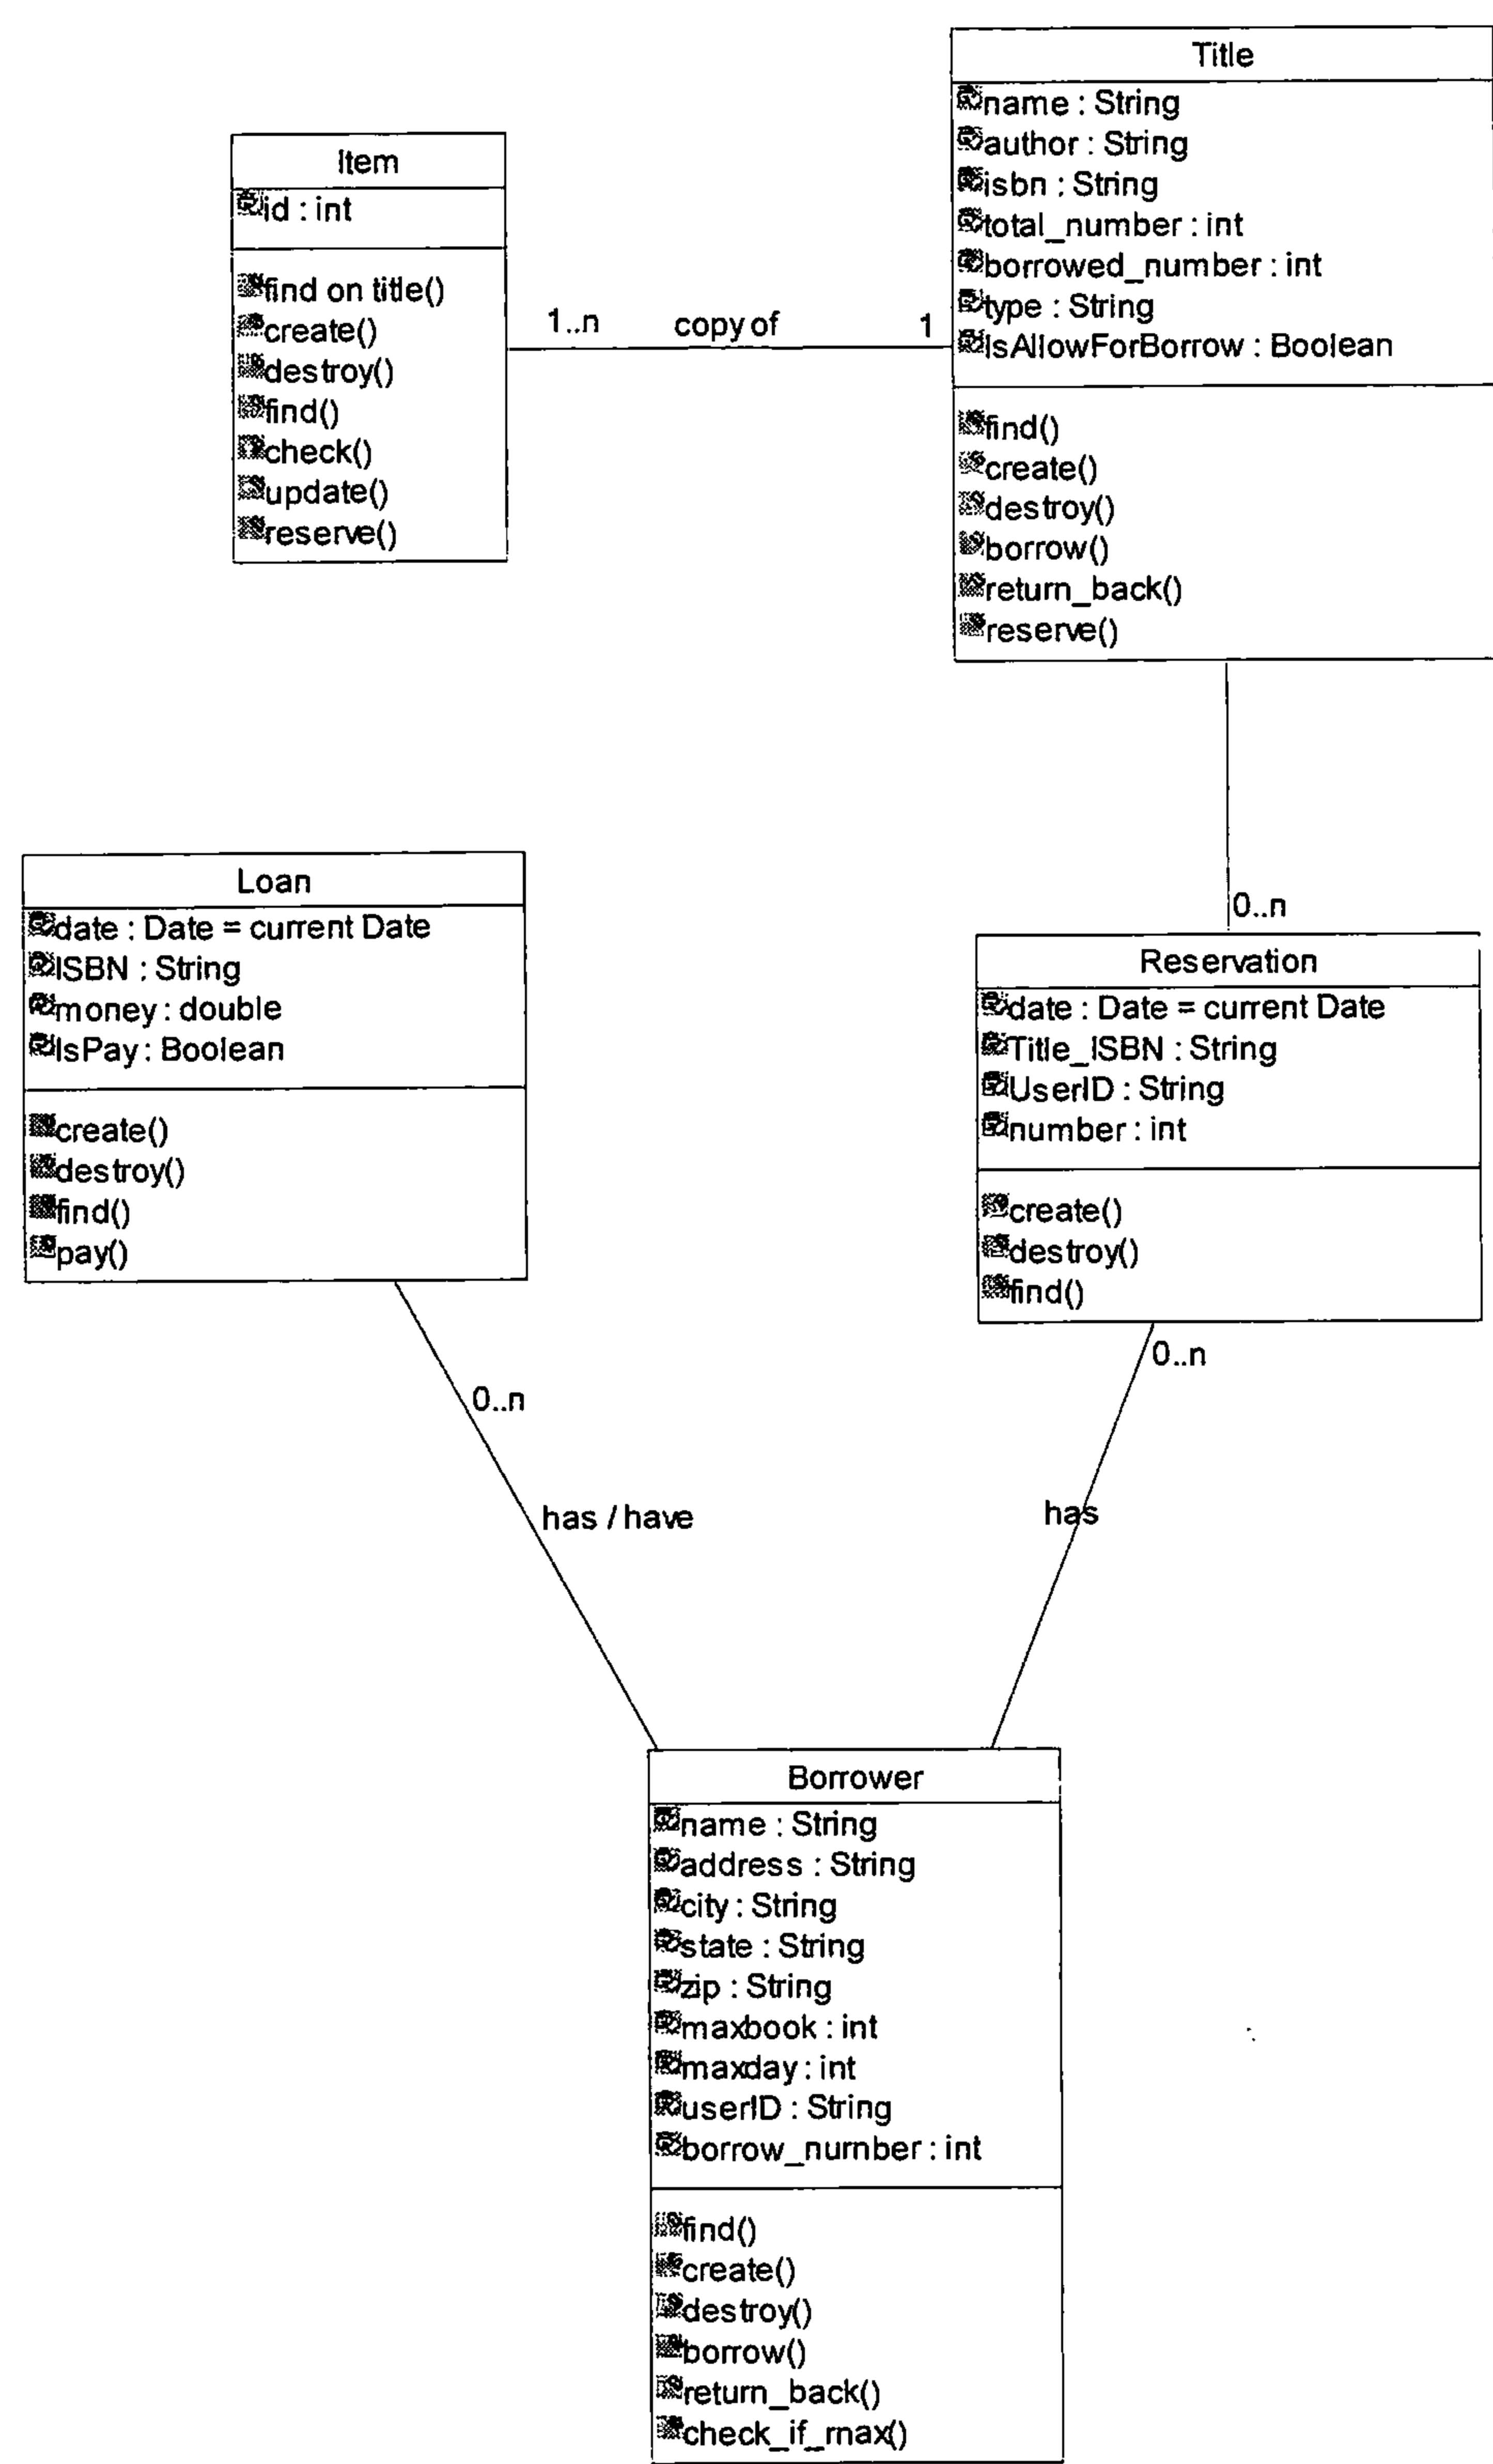 Title
name : String
author : String
isbn : String
total_number : int
borrowed_number : int
type : String
IsAllowForBorrow : Boolean
find()
create()
destroy()
borrow()
return_back()
reserve()
Item
id : int
find on title()
create()
destroy()
find()
check()
update()
reserve()
1..n copy of 1
0..n
Loan
date : Date = current Date
ISBN : String
money : double
IsPay : Boolean
create()
destroy()
find()
pay()
Reservation
date : Date = current Date
Title_ISBN : String
UserID : String
number : int
create()
destroy()
find()
0..n
0..n
has / have
has
Borrower
name : String
address : String
city : String
state : String
zip : String
maxbook : int
maxday : int
userID : String
borrow_number : int
find()
create()
destroy()
borrow()
return_back()
check_if_max()